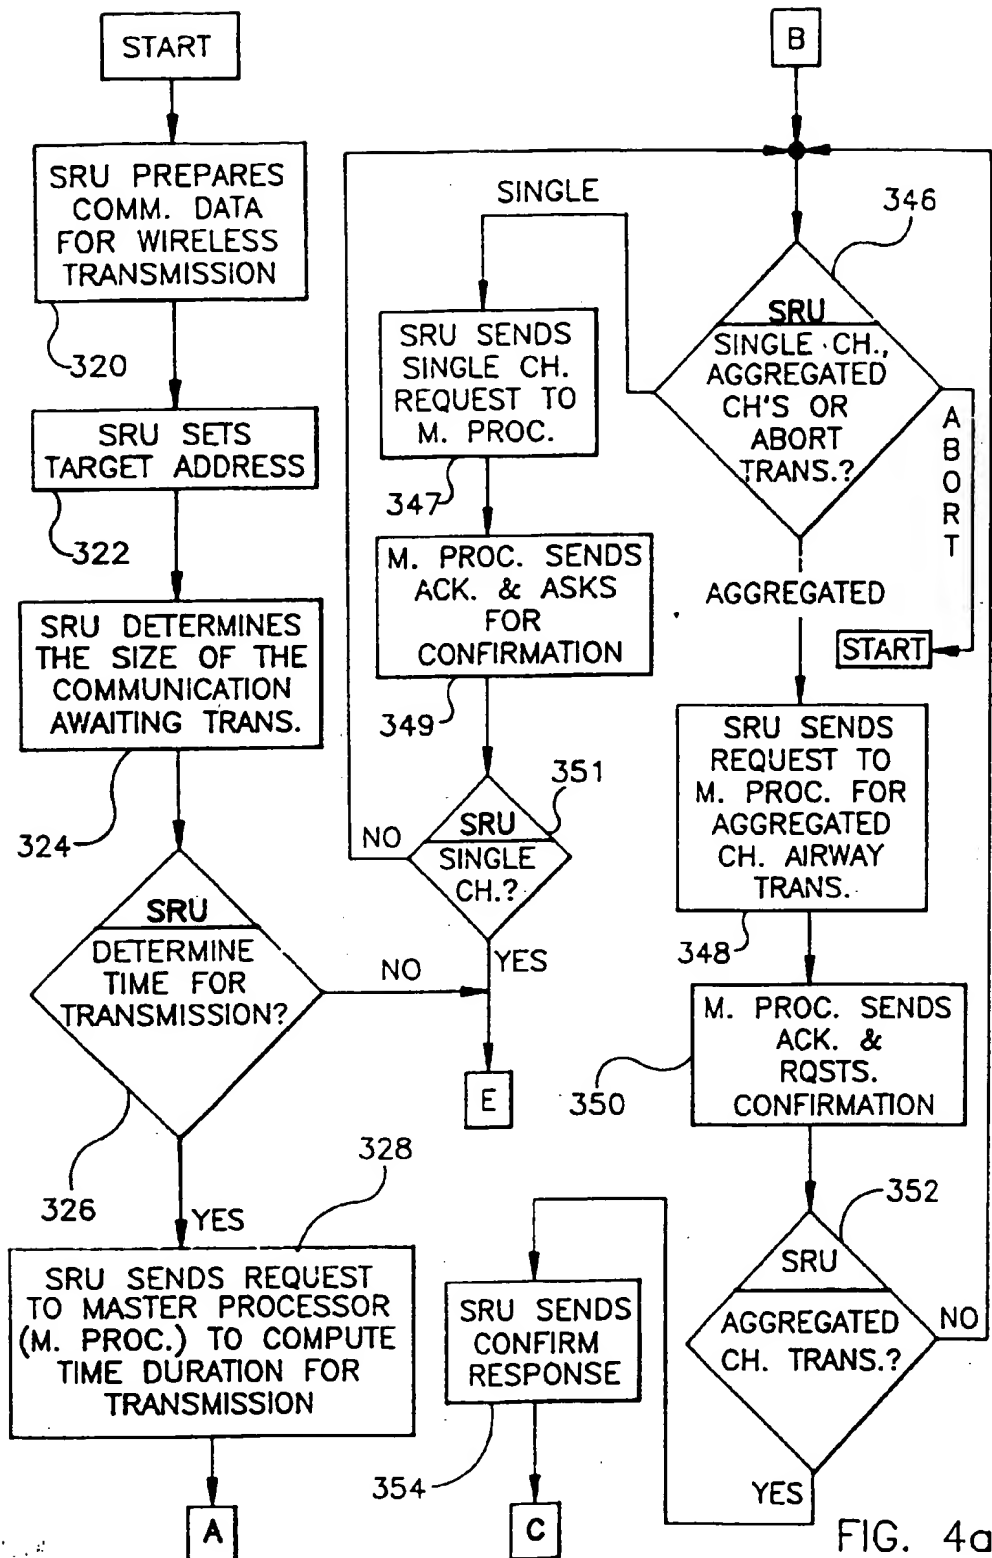 START
SRU PREPARES
COMM. DATA
FOR WIRELESS
TRANSMISSION
320
SRU SETS
TARGET ADDRESS
322
SRU DETERMINES
THE SIZE OF THE
COMMUNICATION
AWAITING TRANS.
324
SRU
DETERMINE
TIME FOR
TRANSMISSION?
NO
326
YES
328
SRU SENDS REQUEST
TO MASTER PROCESSOR
(M. PROC.) TO COMPUTE
TIME DURATION FOR
TRANSMISSION
A
SINGLE
SRU SENDS
SINGLE CH.
REQUEST TO
M. PROC.
347
M. PROC. SENDS
ACK. & ASKS
FOR
CONFIRMATION
349
351
SRU
SINGLE
CH.?
NO
YES
E
B
346
SRU
SINGLE CH.,
AGGREGATED
CH'S OR
ABORT
TRANS.?
ABORT
AGGREGATED
START
SRU SENDS
REQUEST TO
M. PROC. FOR
AGGREGATED
CH. AIRWAY
TRANS.
348
M. PROC. SENDS
ACK. &
RQSTS.
CONFIRMATION
350
352
SRU
AGGREGATED
CH. TRANS.?
NO
YES
SRU SENDS
CONFIRM
RESPONSE
354
C
FIG. 4a